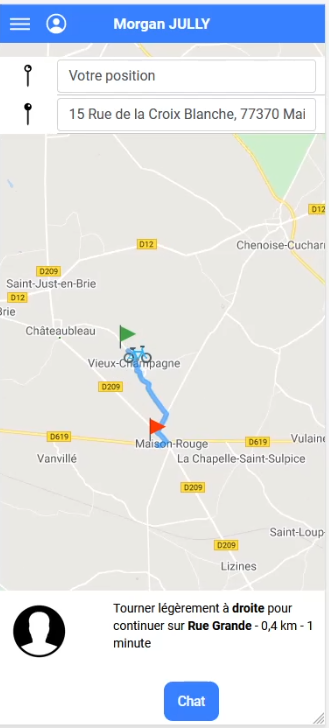 Morgan JULLY
Votre position
15 Rue de la Croix Blanche, 77370 Mai
D12
D12
Chenoise-Cuchar
D209
Saint-Just-en-Brie
D12
Brie
Châteaubleau
Vieux-Champagne
D209
D619
Maison-Rouge
D619
Vulaine
Vanvillé
La Chapelle-Saint-Sulpice
D209
Saint-Loup-
D209
Lizines
Tourner légèrement à droite pour
continuer sur Rue Grande - 0,4 km - 1
minute
Chat